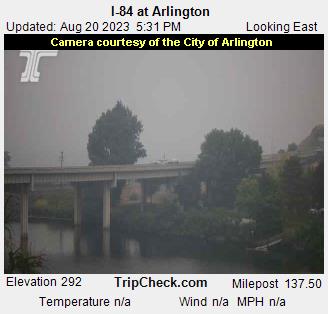 I-84 at Arlington
Updated: Aug 20 2023 5:31 PM Looking East
Camera courtesy of the City of Arlington
Elevation 292 TripCheck.com Milepost 137.50
Temperature n/a Wind n/a MPH n/a